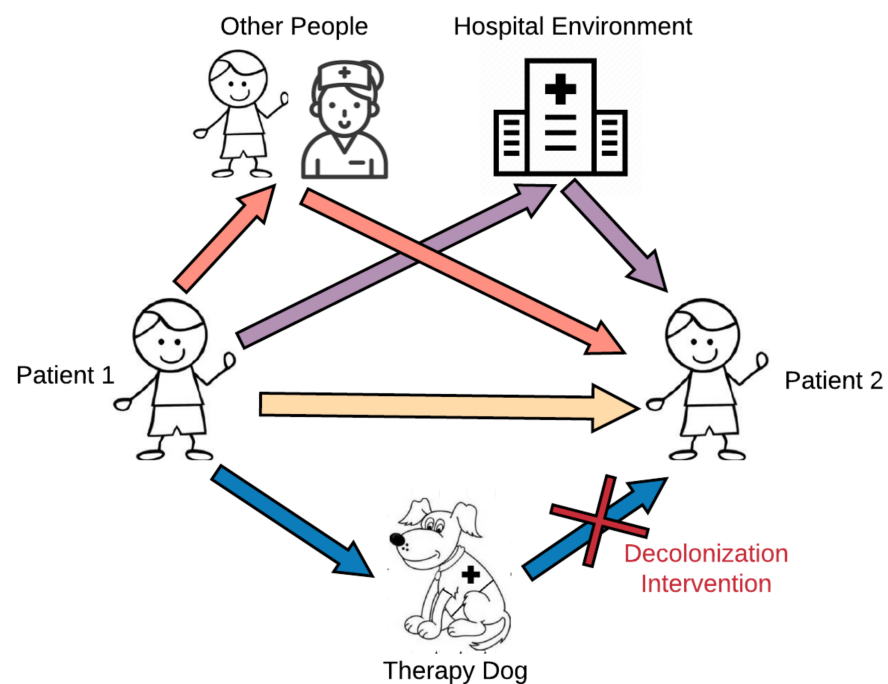 Other People
Hospital Environment
Patient 1
Patient 2
Decolonization
Intervention
Therapy Dog